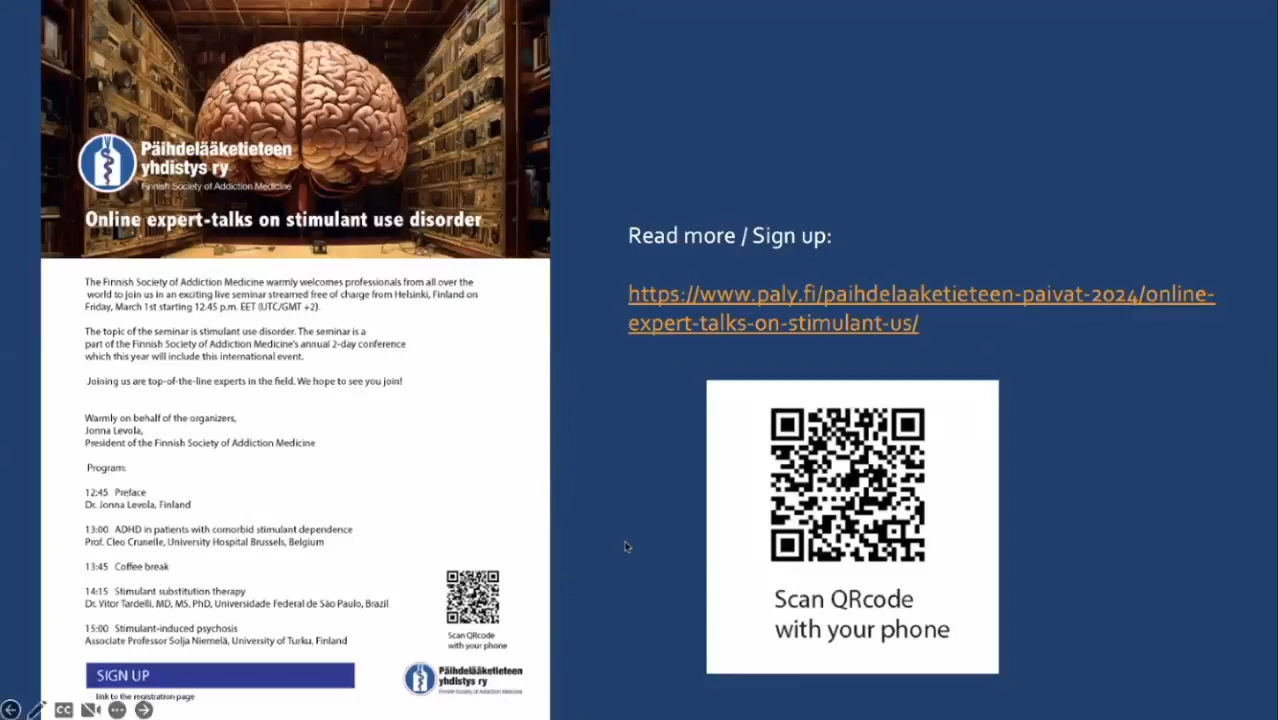 Päihdelääketieteen
yhdistys ry
Finnish Society of Addiction Medicine
Online expert-talks on stimulant use disorder
The Finnish Society of Addiction Medicine warmly welcomes professionals from all over the
world to join us in an exciting live seminar streamed free of charge from Helsinki, Finland on
Friday, March 1st starting 12.45 p.m. EET (UTC/GMT +2).
The topic of the seminar is stimulant use disorder. The seminar is a
part of the Finnish Society of Addiction Medicine's annual 2-day conference
which this year will include this international event.
Joining us are top-of-the-line experts in the field. We hope to see you join!
Warmly on behalf of the organizers,
Jonna Levola,
President of the Finnish Society of Addiction Medicine
Program:
12:45 Preface
Dr. Jonna Levola, Finland
13:00 ADHD in patients with comorbid stimulant dependence
Prof. Cleo Crunelle, University Hospital Brussels, Belgium
13:45 Coffee break
14:15 Stimulant substitution therapy
Dr. Vitor Tardelli, MD, MS, PhD, Universidade Federal de São Paulo, Brazil
15:00 Stimulant-induced psychosis
Associate Professor Solja Niemelä, University of Turku, Finland
SIGN UP
link to the registration page
Scan QRcode
with your phone
Päihdelääketieteen
yhdistys ry
Finnish Society of Addiction Medicine
CC
Read more / Sign up:
https://www.paly.fi/paihdelaaketieteen-paivat-2024/online-
expert-talks-on-stimulant-us/
Scan QRcode
with your phone